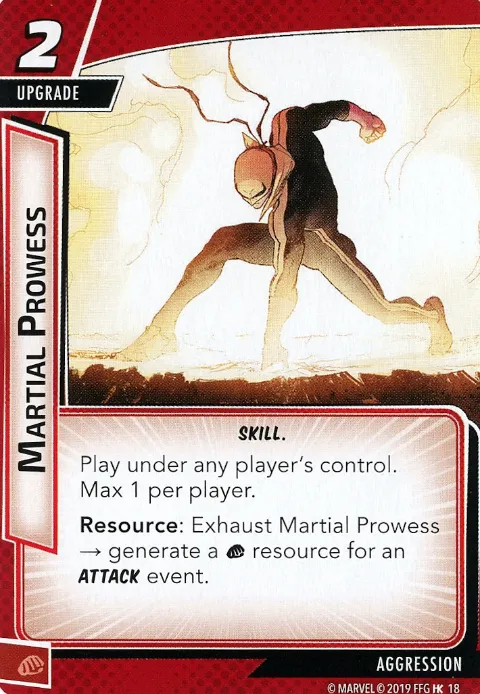 2
UPGRADE
MARTIAL PROWESS
SKILL.
Play under any player's control.
Max 1 per player.
Resource: Exhaust Martial Prowess
→ generate a resource for an
ATTACK event.
AGGRESSION
© MARVEL © 2019 FFG HK 18